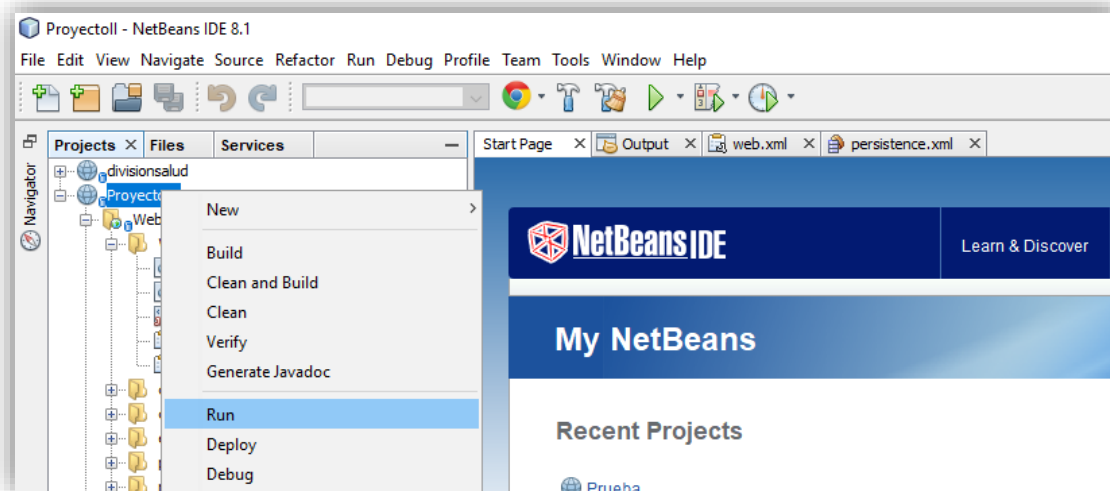 ProyectoII - NetBeans IDE 8.1
File Edit View Navigate Source Refactor Run Debug Profile Team Tools Window Help
Projects Files Services
Start Page Output web.xml persistence.xml
Navigator
divisionsalud
New
Build
Clean and Build
Clean
Verify
Generate Javadoc
Run
Deploy
Debug
NetBeans IDE
Learn & Discover
My NetBeans
Recent Projects
Prueba